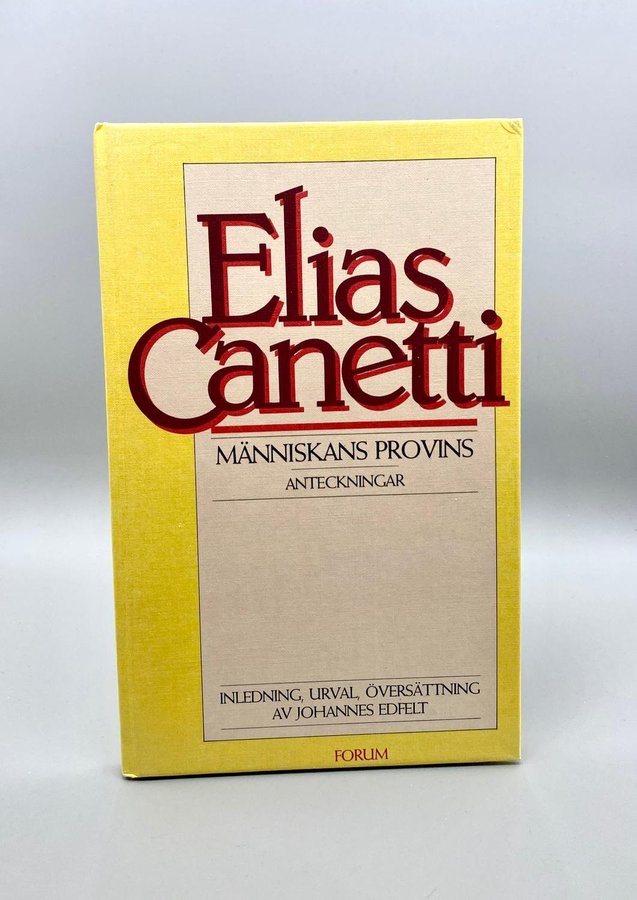 Elias
Canetti
MÄNNISKANS PROVINS
ANTECKNINGAR
INLEDNING, URVAL, ÖVERSÄTTNING
AV JOHANNES EDFELT
FORUM